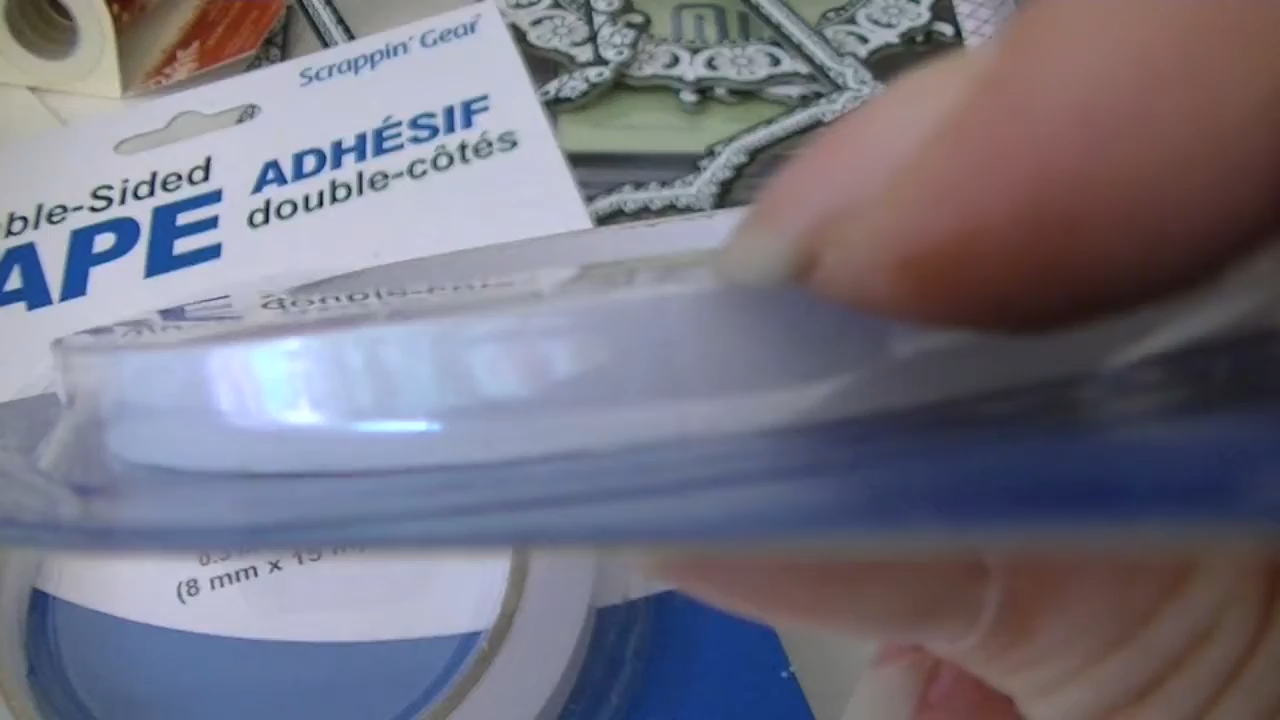 Scrappin' Gear
ble-Sided
APE
ADHÉSIF
double-côtés
(8 mm x 15